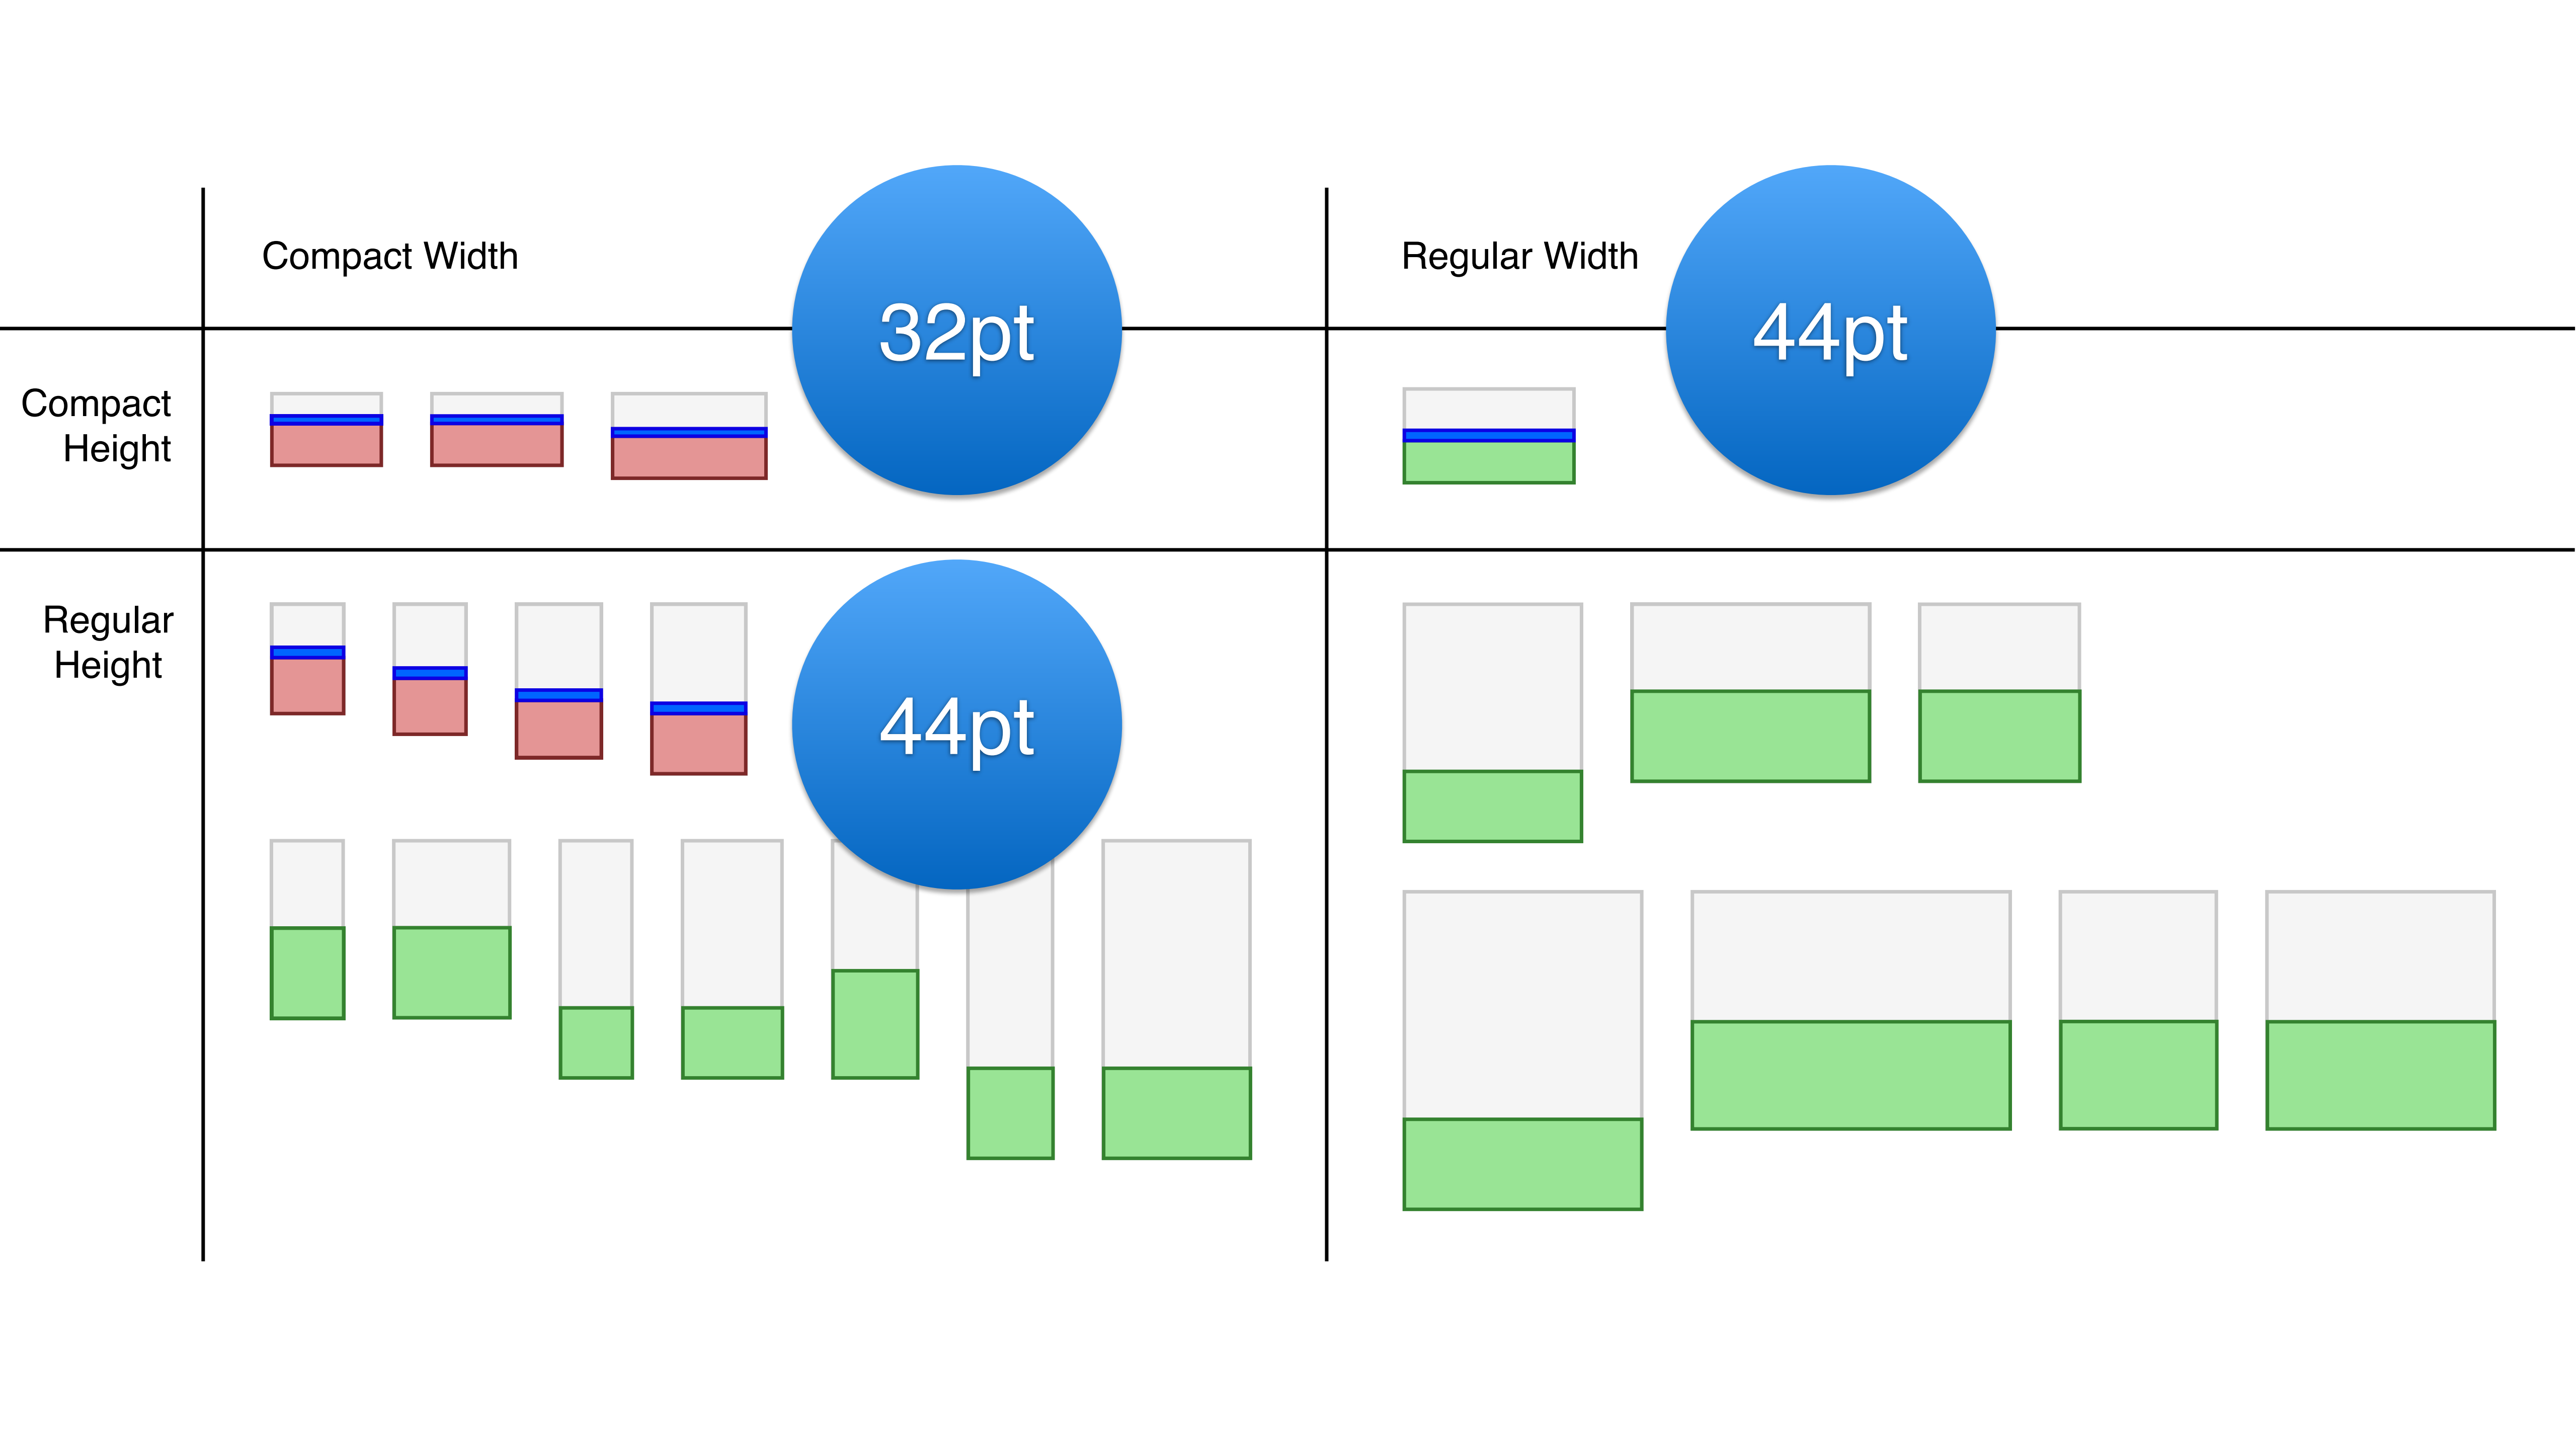 Compact Width
32pt
Regular Width
44pt
Compact
Height
Regular
Height
44pt